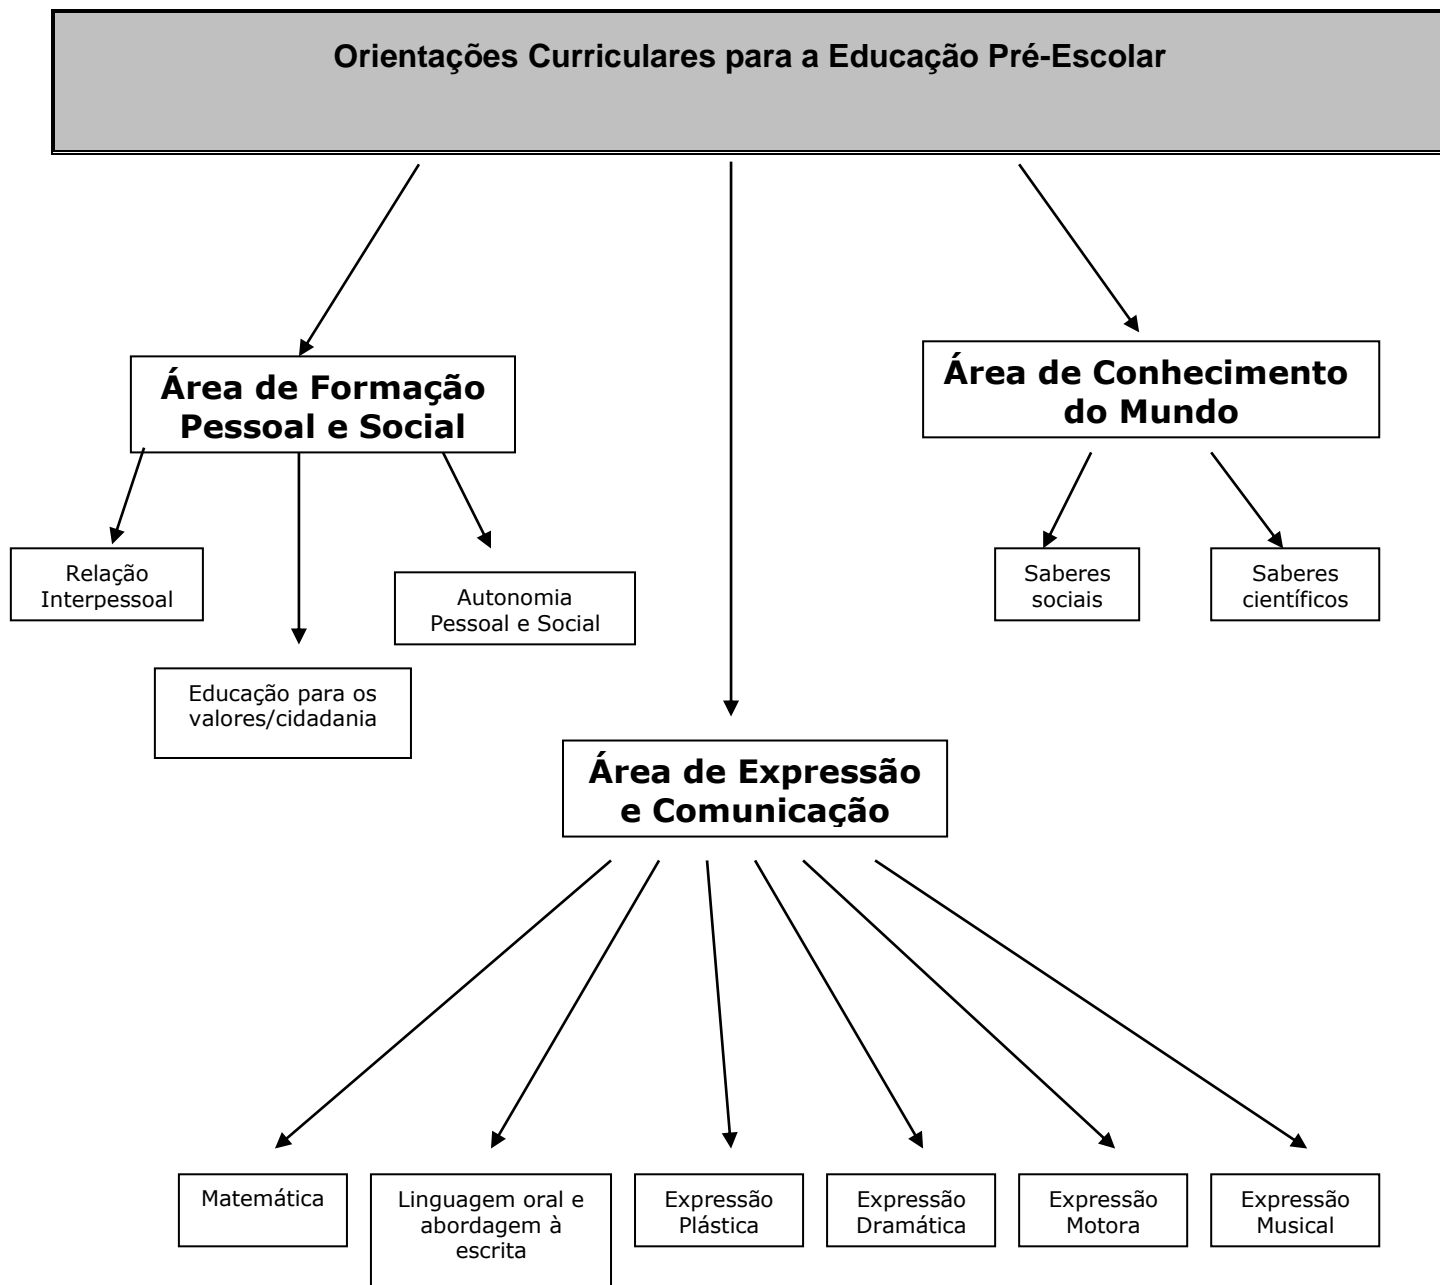 Orientações Curriculares para a Educação Pré-Escolar
Área de Formação
Pessoal e Social
Área de Conhecimento
do Mundo
Relação
Interpessoal
Educação para os
valores/cidadania
Autonomia
Pessoal e Social
Saberes
sociais
Saberes
científicos
Área de Expressão
e Comunicação
Matemática
Linguagem oral e
abordagem à
escrita
Expressão
Plástica
Expressão
Dramática
Expressão
Motora
Expressão
Musical